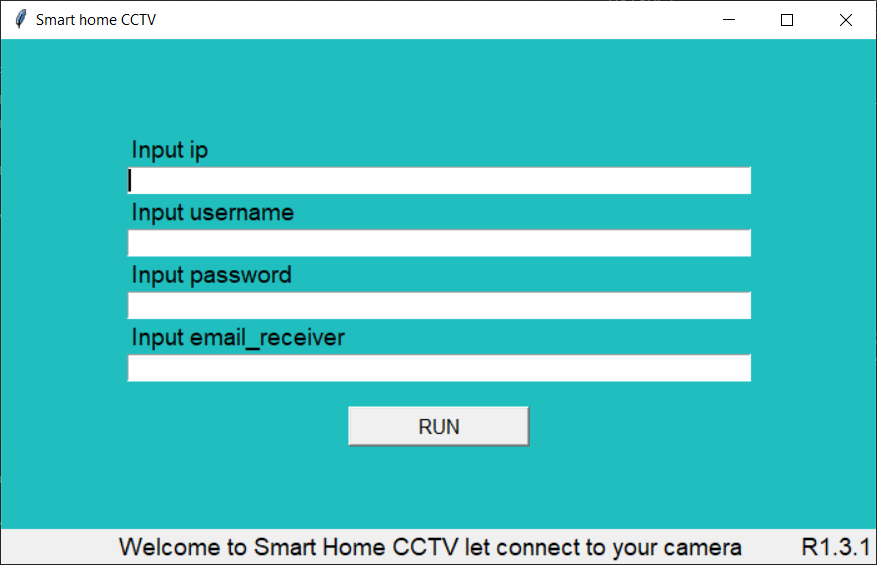 Smart home CCTV
Input ip
Input username
Input password
Input email_receiver
RUN
Welcome to Smart Home CCTV let connect to your camera R1.3.1